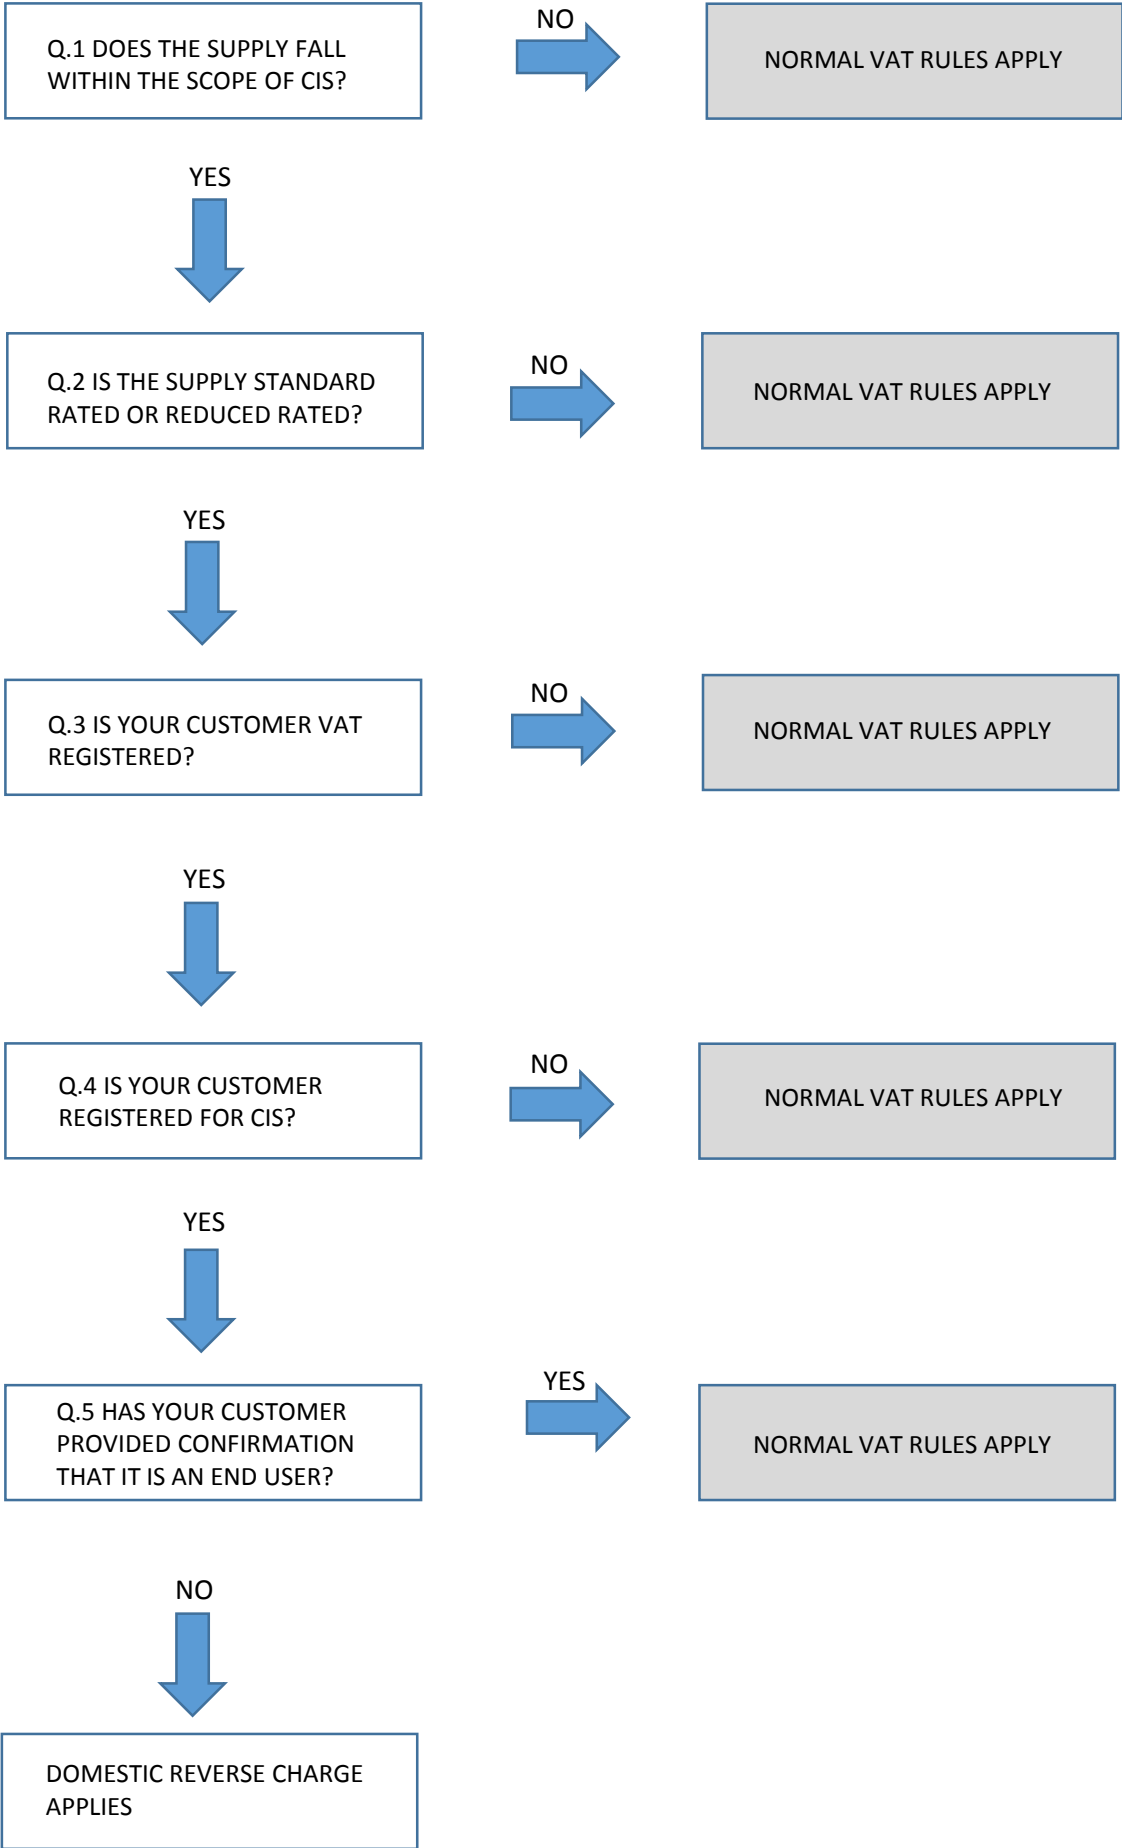 Q.1 DOES THE SUPPLY FALL
WITHIN THE SCOPE OF CIS?
NO
NORMAL VAT RULES APPLY
YES
Q.2 IS THE SUPPLY STANDARD
RATED OR REDUCED RATED?
NO
NORMAL VAT RULES APPLY
YES
Q.3 IS YOUR CUSTOMER VAT
REGISTERED?
NO
NORMAL VAT RULES APPLY
YES
Q.4 IS YOUR CUSTOMER
REGISTERED FOR CIS?
NO
NORMAL VAT RULES APPLY
YES
Q.5 HAS YOUR CUSTOMER
PROVIDED CONFIRMATION
THAT IT IS AN END USER?
YES
NORMAL VAT RULES APPLY
NO
DOMESTIC REVERSE CHARGE
APPLIES